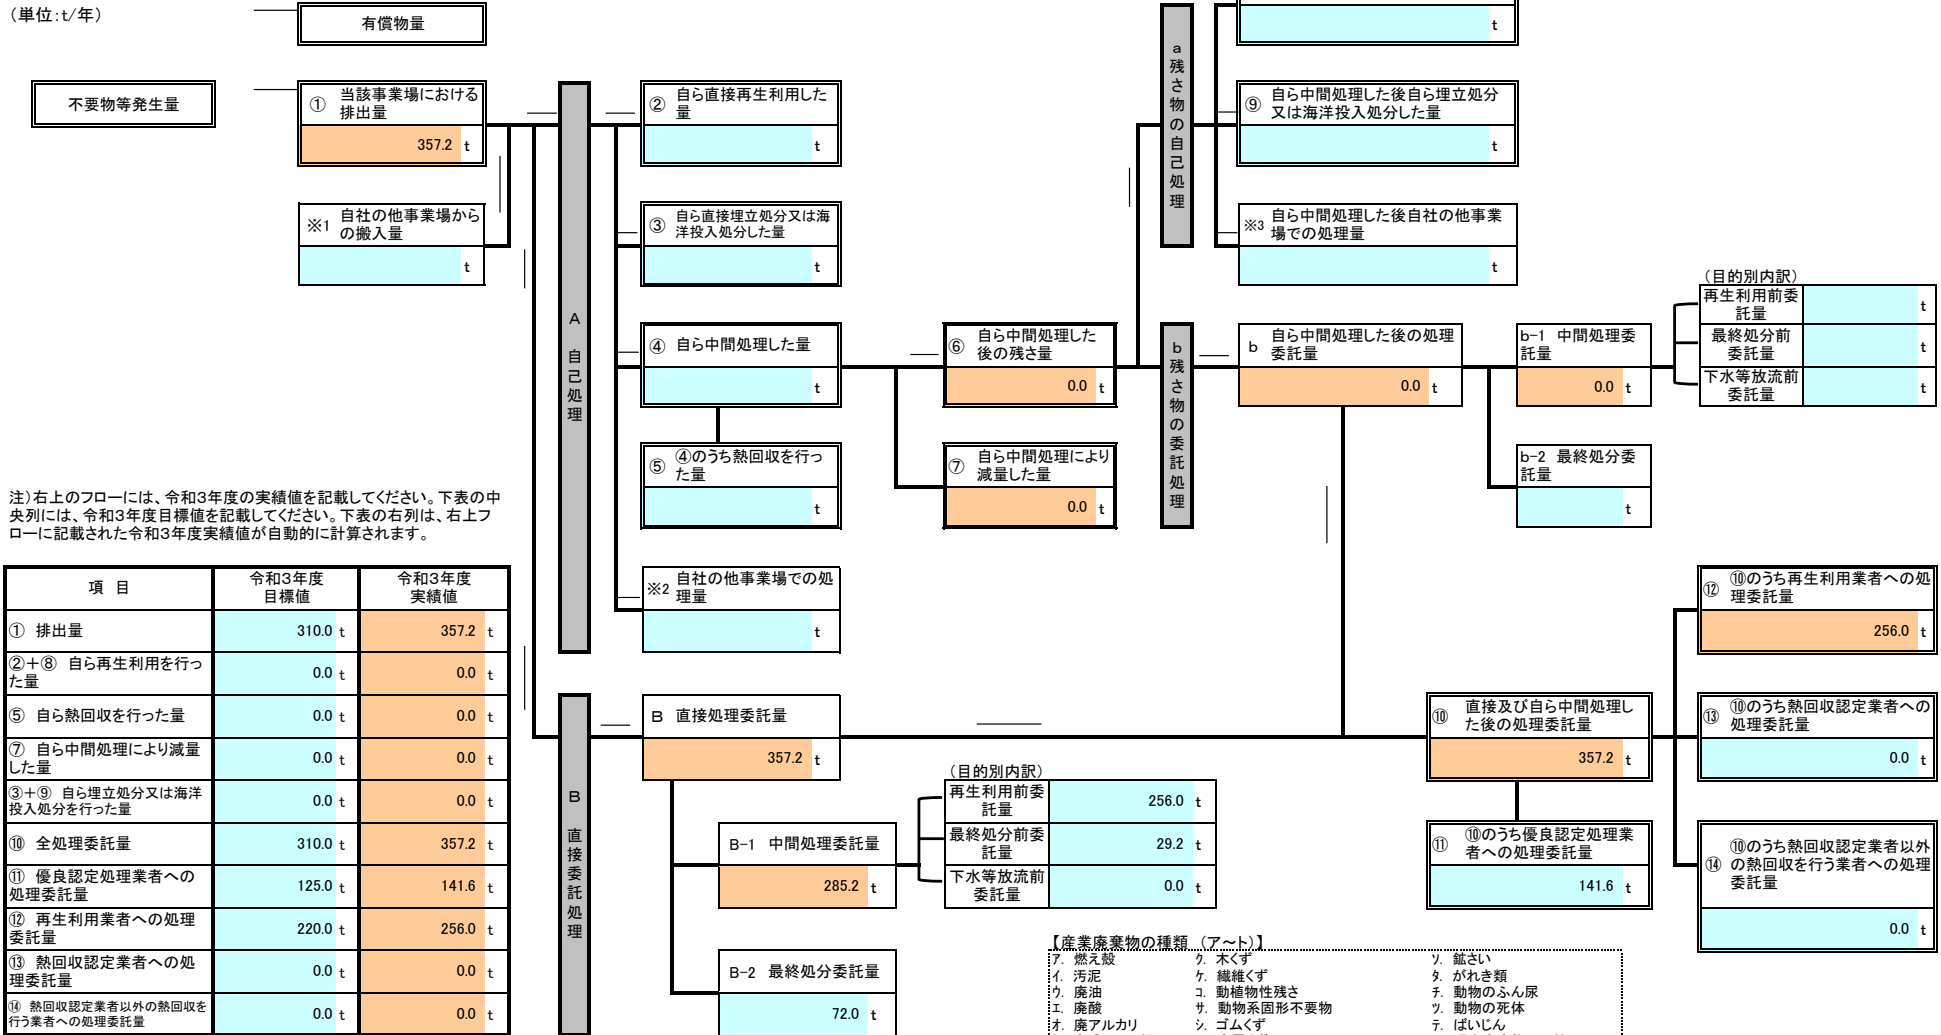 (単位:t/年)
有償物量
不要物等発生量
① 当該事業場における
排出量
357.2 t
※1 自社の他事業場から
の搬入量
t
A 自己処理
② 自ら直接再生利用した
量
t
③ 自ら直接埋立処分又は海
洋投入処分した量
t
④ 自ら中間処理した量
t
⑤ ④のうち熱回収を行っ
た量
t
※2 自社の他事業場での処
理量
t
⑥ 自ら中間処理した
後の残さ量
0.0 t
⑦ 自ら中間処理により
減量した量
0.0 t
a 残さ物の自己処理
t
⑨ 自ら中間処理した後自ら埋立処分
又は海洋投入処分した量
t
※3 自ら中間処理した後自社の他事業
場での処理量
t
b 残さ物の委託処理
b 自ら中間処理した後の処理
委託量
0.0 t
b-1 中間処理委
託量
0.0 t
b-2 最終処分委
託量
t
(目的別内訳)
再生利用前委
託量
t
最終処分前
委託量
t
下水等放流前
委託量
t
注)右上のフローには、令和3年度の実績値を記載してください。下表の中
央列には、令和3年度目標値を記載してください。下表の右列は、右上フ
ローに記載された令和3年度実績値が自動的に計算されます。
項 目 令和3年度
目標値 令和3年度
実績値
① 排出量 310.0 t 357.2 t
②+⑧ 自ら再生利用を行っ
た量 0.0 t 0.0 t
⑤ 自ら熱回収を行った量 0.0 t 0.0 t
⑦ 自ら中間処理により減量
した量 0.0 t 0.0 t
③+⑨ 自ら埋立処分又は海洋
投入処分を行った量 0.0 t 0.0 t
⑩ 全処理委託量 310.0 t 357.2 t
⑪ 優良認定処理業者への
処理委託量 125.0 t 141.6 t
⑫ 再生利用業者への処理
委託量 220.0 t 256.0 t
⑬ 熱回収認定業者への処
理委託量 0.0 t 0.0 t
⑭ 熱回収認定業者以外の熱回収を
行う業者への処理委託量 0.0 t 0.0 t
B 直接委託処理
B 直接処理委託量
357.2 t
B-1 中間処理委託量
285.2 t
B-2 最終処分委託量
72.0 t
(目的別内訳)
再生利用前委
託量
256.0 t
最終処分前委
託量
29.2 t
下水等放流前
委託量
0.0 t
⑩ 直接及び自ら中間処理し
た後の処理委託量
357.2 t
⑪ ⑩のうち優良認定処理業
者への処理委託量
141.6 t
⑫ ⑩のうち再生利用業者への処
理委託量
256.0 t
⑬ ⑩のうち熱回収認定業者への
処理委託量
0.0 t
⑭ ⑩のうち熱回収認定業者以外
の熱回収を行う業者への処理
委託量
0.0 t
【産業廃棄物の種類 (ア～ト)】
ア. 燃え殻 ク. 木くず ソ. 鉱さい
イ. 汚泥 ケ. 繊維くず タ. がれき類
ウ. 廃油 コ. 動植物性残さ チ. 動物のふん尿
エ. 廃酸 サ. 動物系固形不要物 ツ. 動物の死体
オ. 廃アルカリ シ. ゴムくず テ. ばいじん